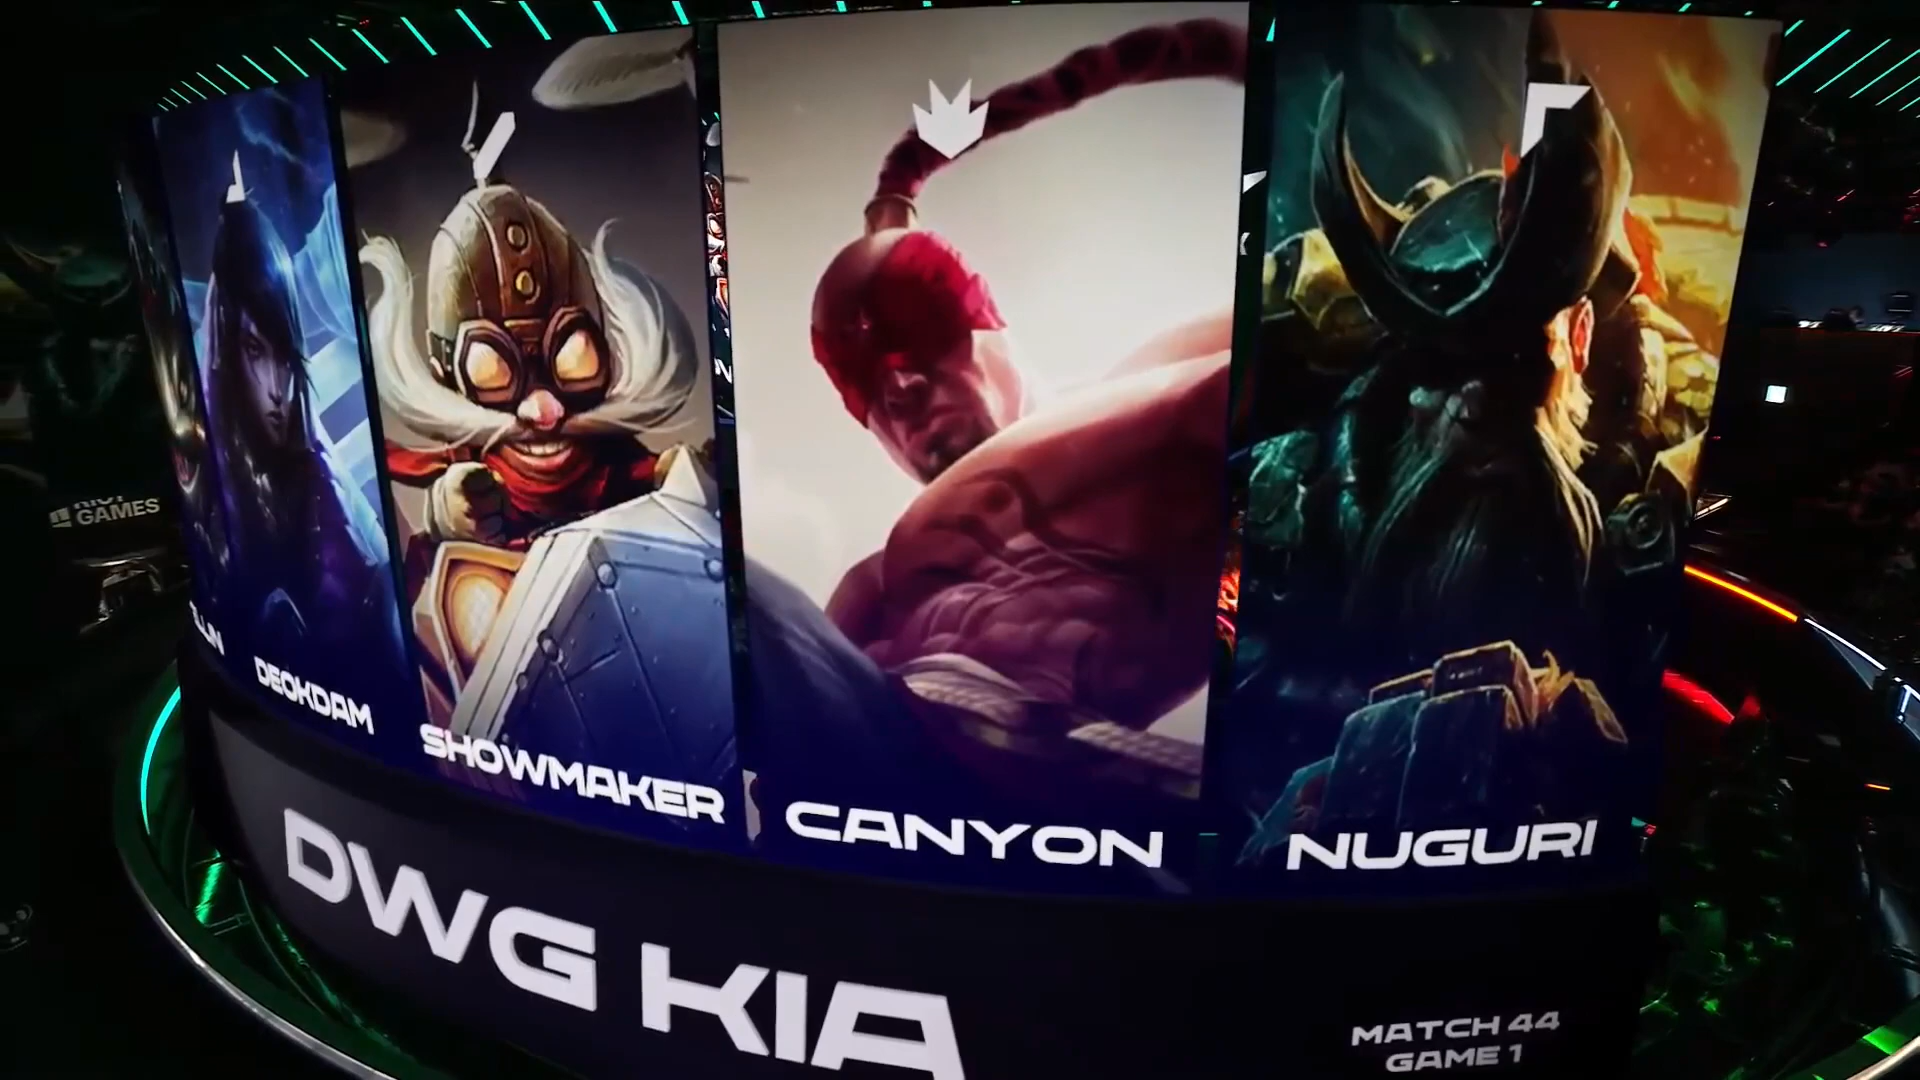 RIOT
GAMES
DEOKDAM
SHOWMAKER
CANYON
NUGURI
DWG KIA
MATCH 44
GAME 1